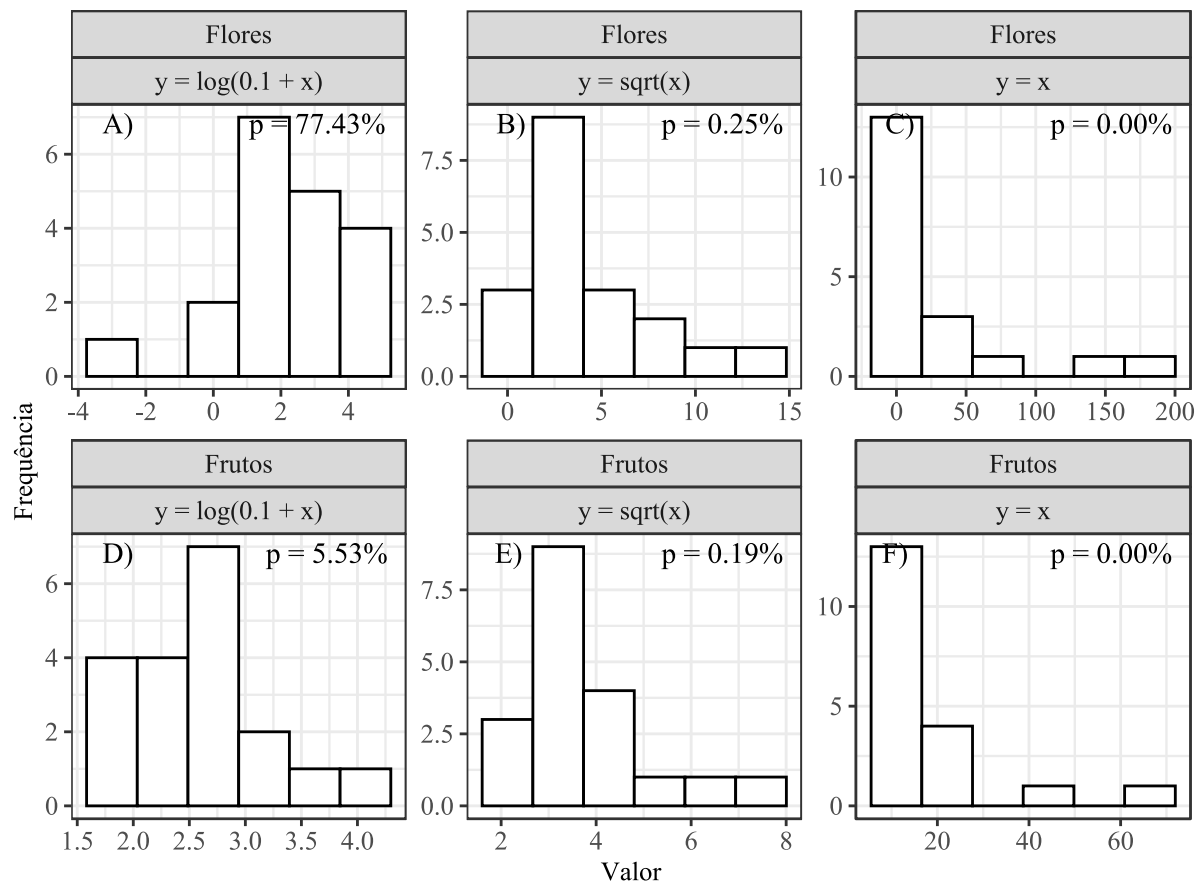 Flores
Flores
Flores
y = log(0.1 + x)
y = sqrt(x)
y = x
A)
p = 77.43%
B)
p = 0.25%
C)
p = 0.00%
6
4
2
0
7.5
5.0
2.5
0.0
10
5
0
-4 -2 0 2 4
0 5 10 15
0 50 100 150 200
Frequência
Frutos
Frutos
Frutos
y = log(0.1 + x)
y = sqrt(x)
y = x
D)
p = 5.53%
E)
p = 0.19%
F)
p = 0.00%
6
4
2
0
7.5
5.0
2.5
0.0
10
5
0
1.5 2.0 2.5 3.0 3.5 4.0
2 4 6 8
20 40 60
Valor